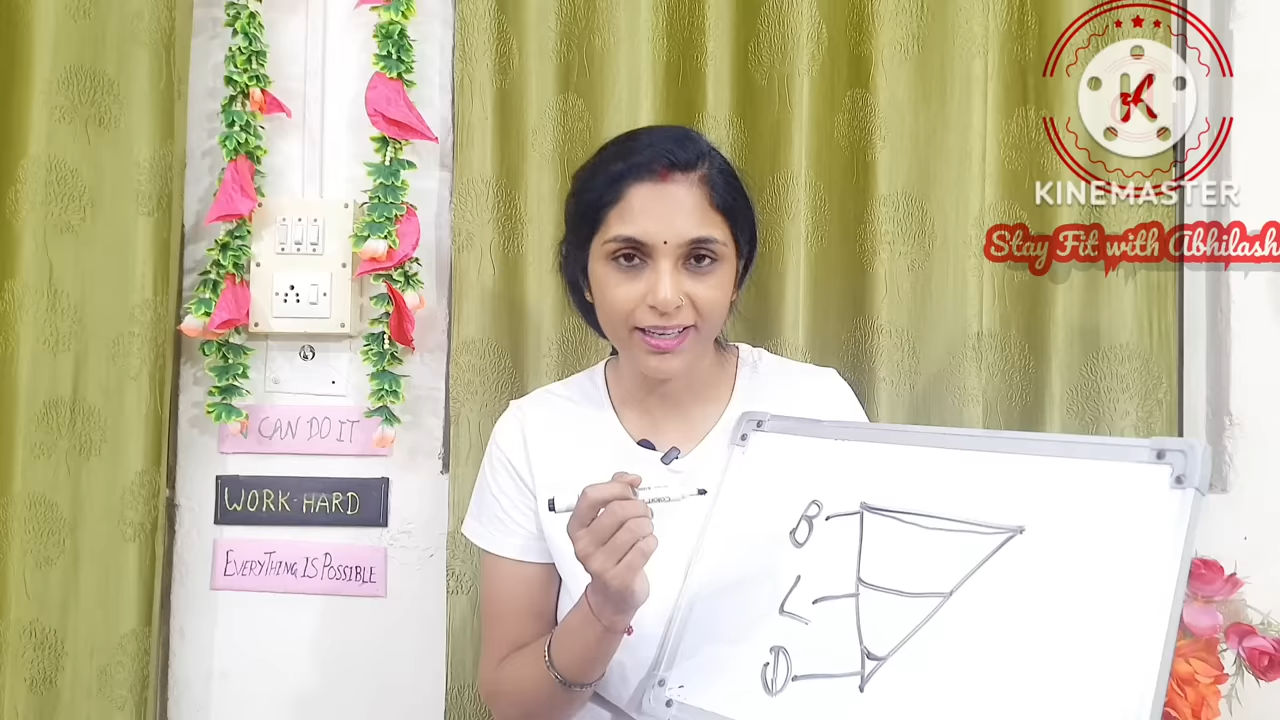 CAN DO IT
WORK-HARD
EVERYTHING IS POSSIBLE
B
L
D
K
KINEMASTER
Stay Fit with Abhilash